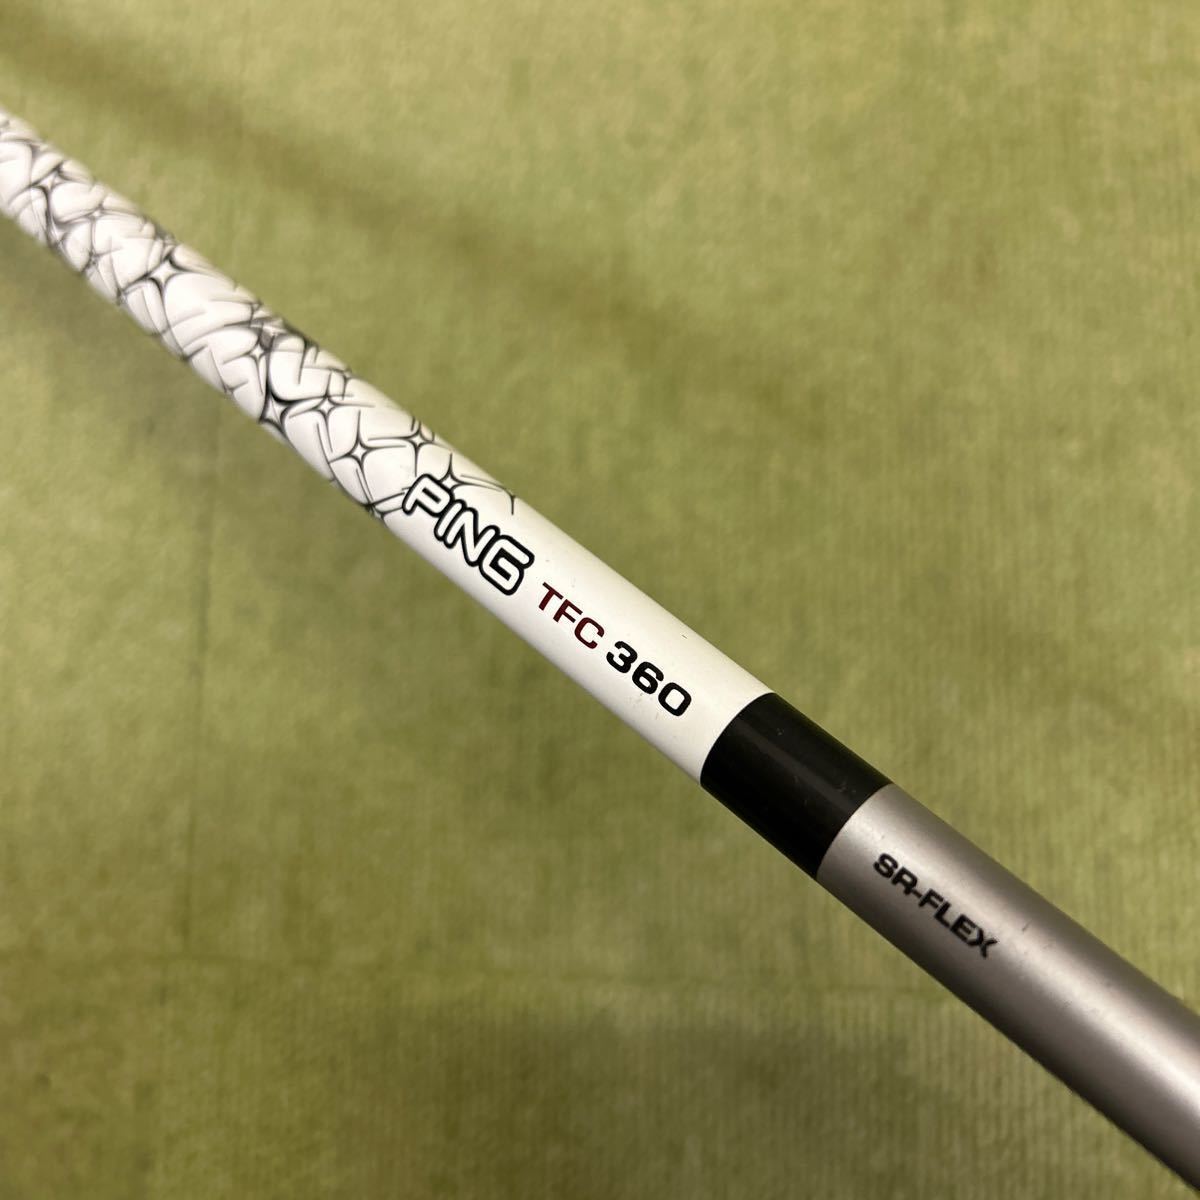 PING TFC 360
SR-FLEX